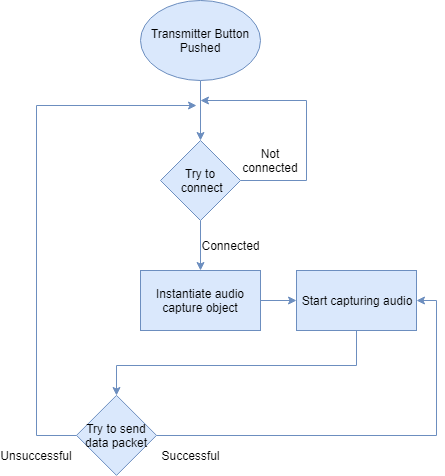 Transmitter Button
Pushed
Not
connected
Try to
connect
Connected
Instantiate audio
capture object
Start capturing audio
Try to send
data packet
Unsuccessful
Successful